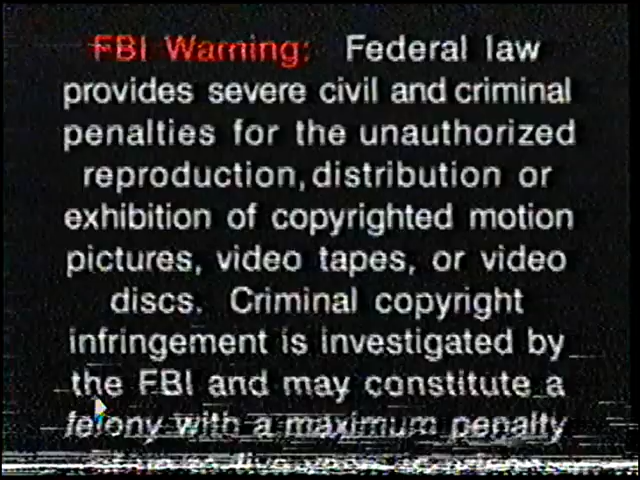 FBI Warning: Federal law
provides severe civil and criminal
penalties for the unauthorized
reproduction, distribution or
exhibition of copyrighted motion
pictures, video tapes, or video
discs. Criminal copyright
infringement is investigated by
the FBI and may constitute a
felony with a maximum penalty